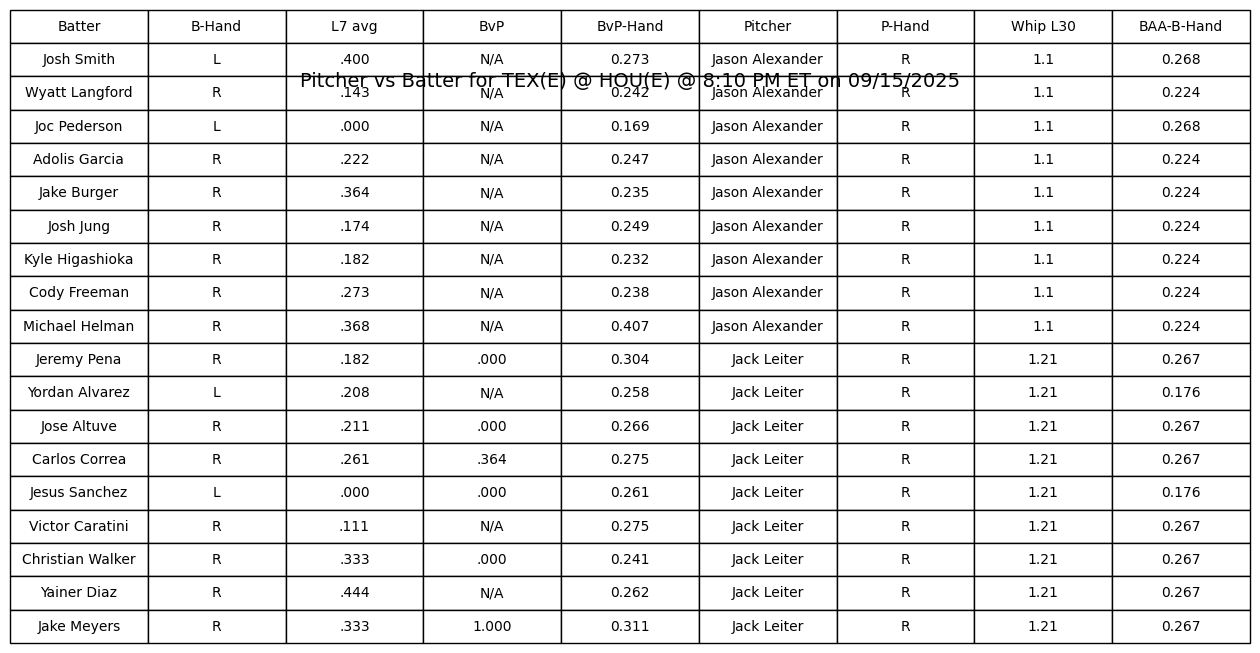 Batter B-Hand L7 avg BvP BvP-Hand Pitcher P-Hand Whip L30 BAA-B-Hand
Josh Smith L .400 N/A 0.273 Jason Alexander R 1.1 0.268
Pitcher vs Batter for TEX(E) @ HOU(E) @ 8:10 PM ET on 09/15/2025
Wyatt Langford R .143 N/A 0.242 Jason Alexander R 1.1 0.224
Joc Pederson L .000 N/A 0.169 Jason Alexander R 1.1 0.268
Adolis Garcia R .222 N/A 0.247 Jason Alexander R 1.1 0.224
Jake Burger R .364 N/A 0.235 Jason Alexander R 1.1 0.224
Josh Jung R .174 N/A 0.249 Jason Alexander R 1.1 0.224
Kyle Higashioka R .182 N/A 0.232 Jason Alexander R 1.1 0.224
Cody Freeman R .273 N/A 0.238 Jason Alexander R 1.1 0.224
Michael Helman R .368 N/A 0.407 Jason Alexander R 1.1 0.224
Jeremy Pena R .182 .000 0.304 Jack Leiter R 1.21 0.267
Yordan Alvarez L .208 N/A 0.258 Jack Leiter R 1.21 0.176
Jose Altuve R .211 .000 0.266 Jack Leiter R 1.21 0.267
Carlos Correa R .261 .364 0.275 Jack Leiter R 1.21 0.267
Jesus Sanchez L .000 .000 0.261 Jack Leiter R 1.21 0.176
Victor Caratini R .111 N/A 0.275 Jack Leiter R 1.21 0.267
Christian Walker R .333 .000 0.241 Jack Leiter R 1.21 0.267
Yainer Diaz R .444 N/A 0.262 Jack Leiter R 1.21 0.267
Jake Meyers R .333 1.000 0.311 Jack Leiter R 1.21 0.267